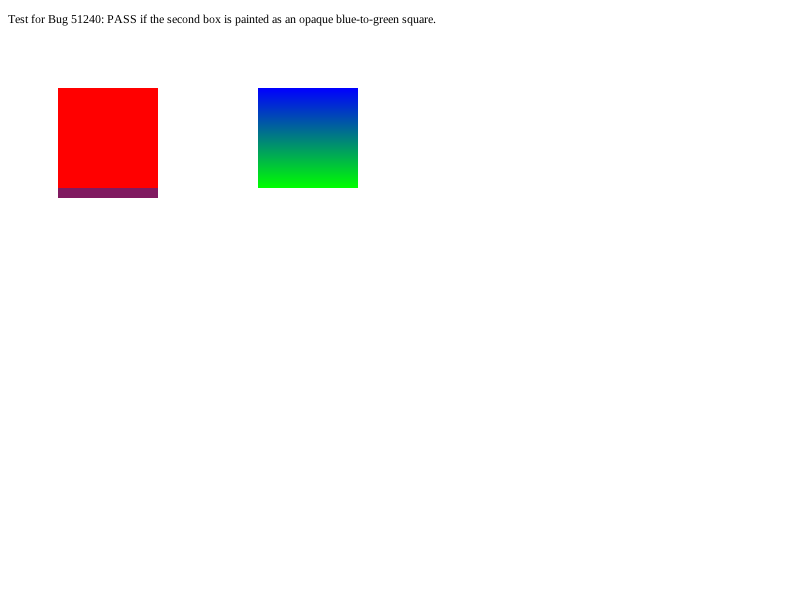 Test for Bug 51240: PASS if the second box is painted as an opaque blue-to-green square.